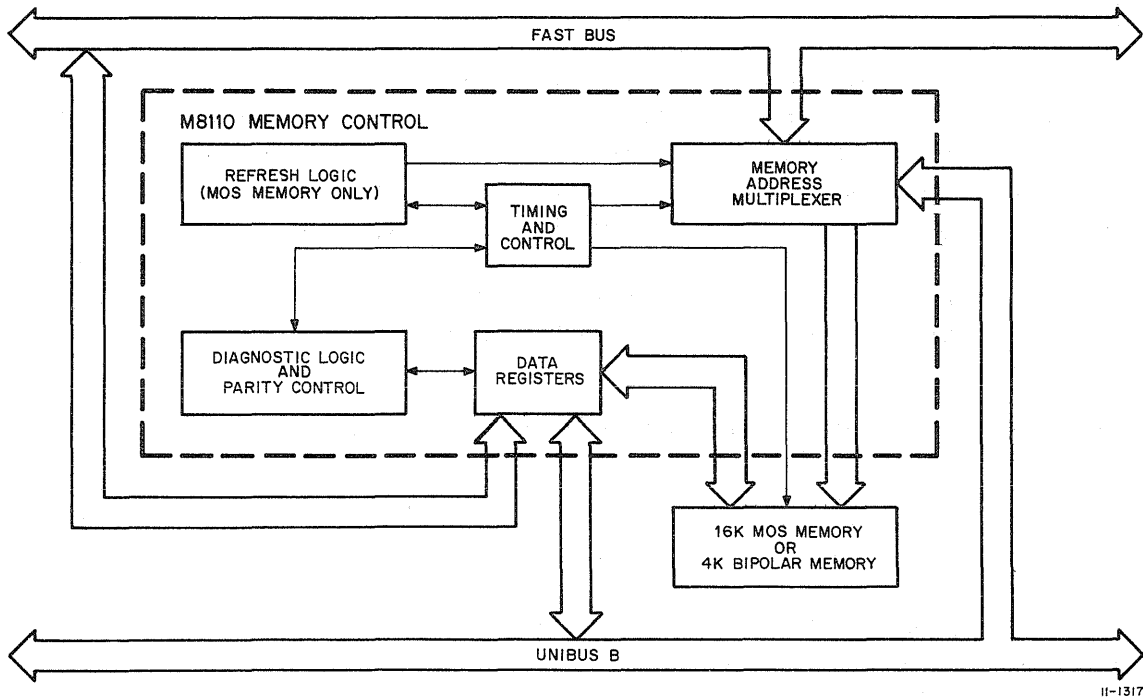 FAST BUS
M8110 MEMORY CONTROL
REFRESH LOGIC
(MOS MEMORY ONLY)
TIMING
AND
CONTROL
MEMORY
ADDRESS
MULTIPLEXER
DIAGNOSTIC LOGIC
AND
PARITY CONTROL
DATA
REGISTERS
16K MOS MEMORY
OR
4K BIPOLAR MEMORY
UNIBUS B
11-1317